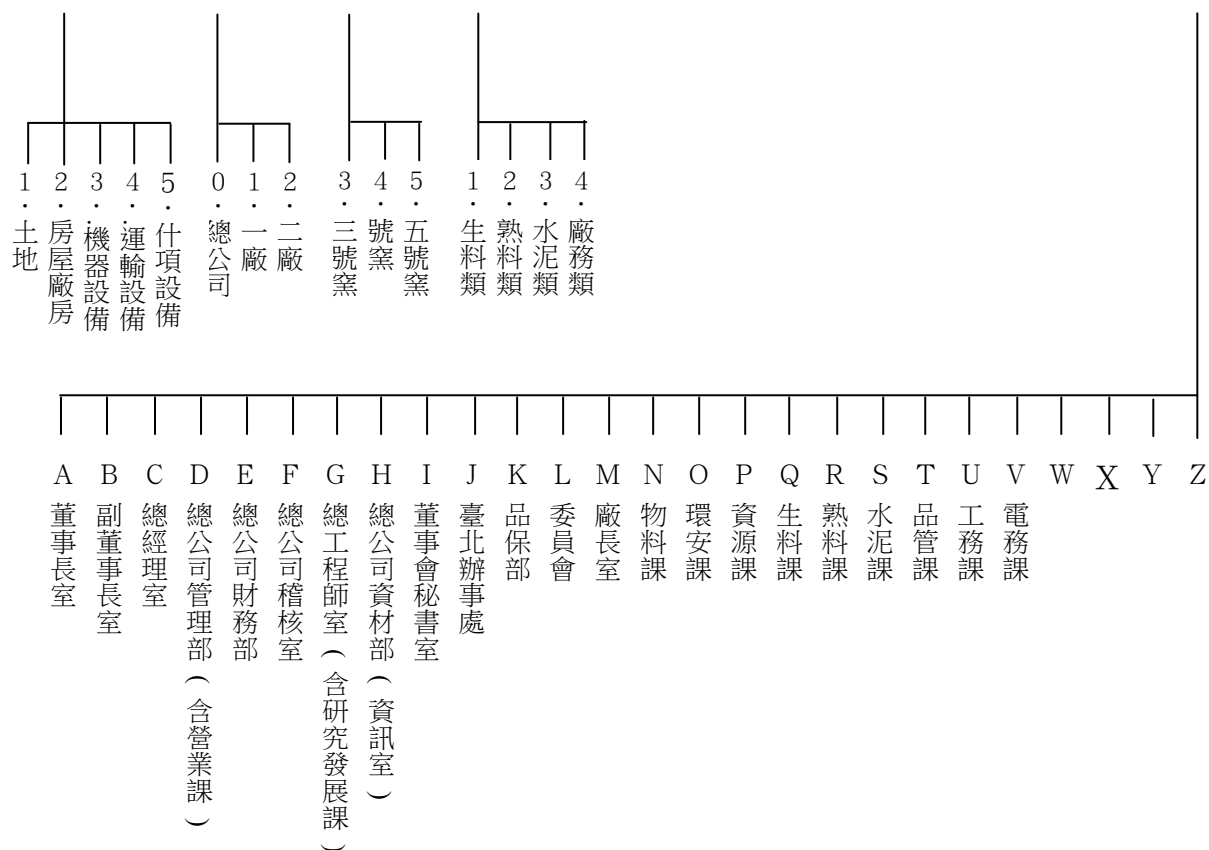 1．土地
2．房屋廠房
3．機器設備
4．運輸設備
5．什項設備
0．總公司
1．一廠
2．二廠
3．三號窯
4．號窯
5．五號窯
1．生料類
2．熟料類
3．水泥類
4．廠務類
A 董事長室
B 副董事長室
C 總經理室
D 總公司管理部(含營業課)
E 總公司財務部
F 總公司稽核室
G 總工程師室(含研究發展課)
H 總公司資材部(資訊室)
I 董事會秘書室
J 臺北辦事處
K 品保部
L 委員會
M 廠長室
N 物料課
O 環安課
P 資源課
Q 生料課
R 熟料課
S 水泥課
T 品管課
U 工務課
V 電務課
W
X
Y
Z